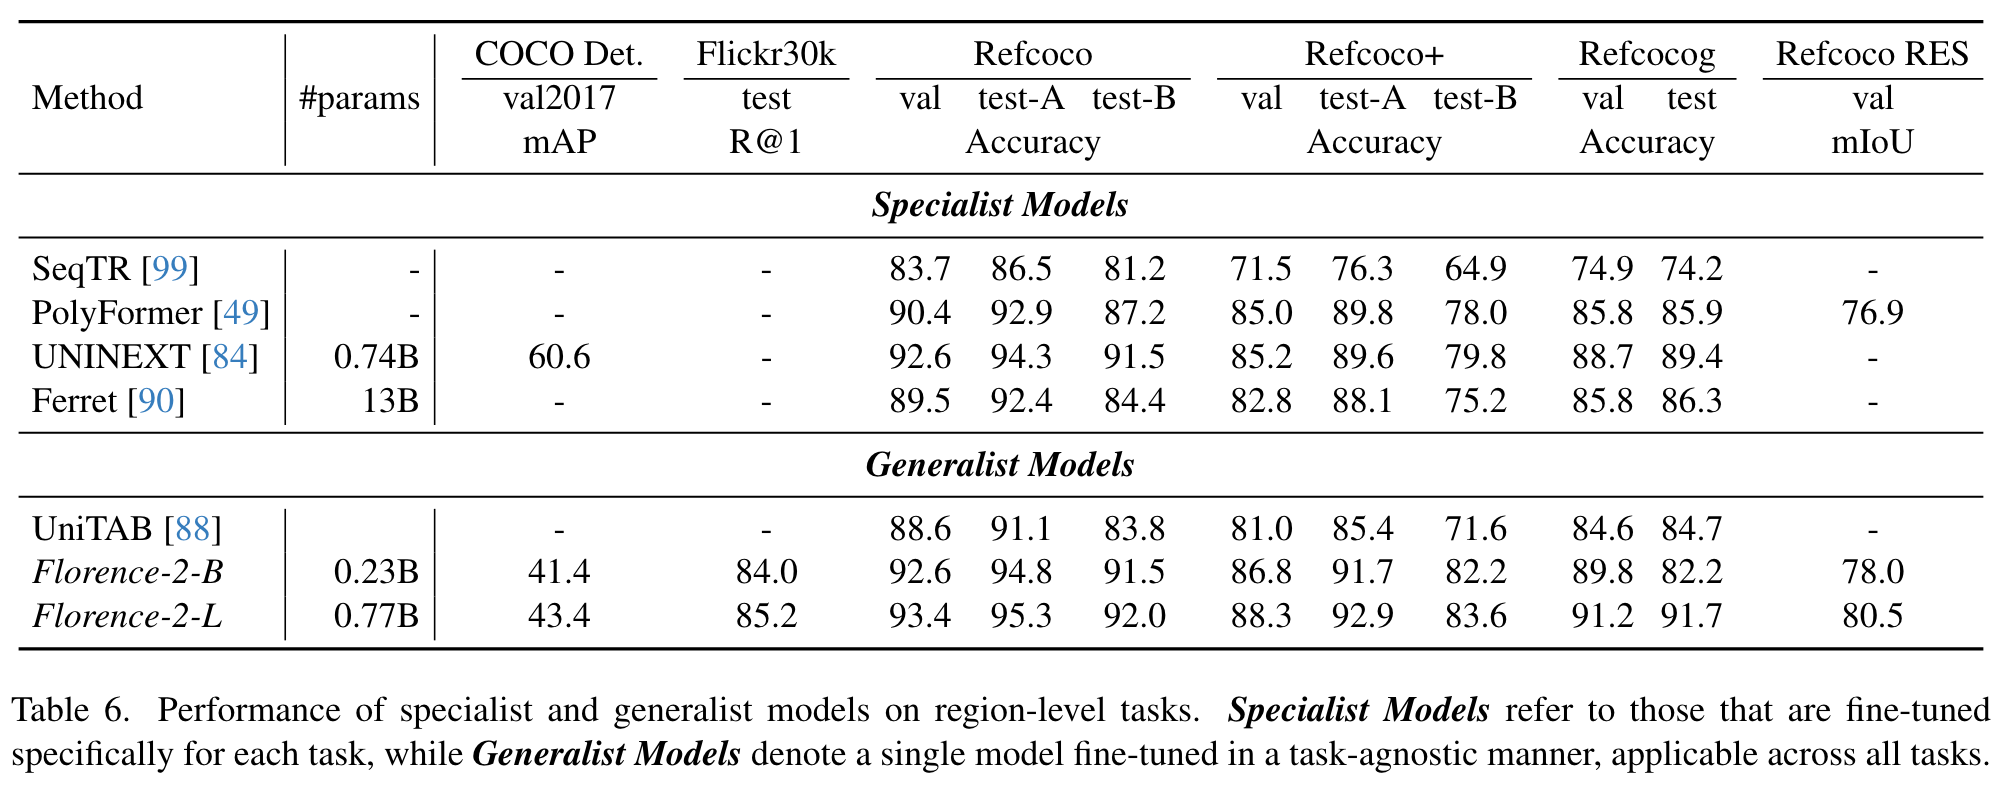 Method #params COCO Det. Flickr30k Refcoco Refcoco+ Refcocog Refcoco RES
val2017 test val test-A test-B val test-A test-B val test val
mAP R@1 Accuracy Accuracy Accuracy mIoU
Specialist Models
SeqTR [99] - - - 83.7 86.5 81.2 71.5 76.3 64.9 74.9 74.2 -
PolyFormer [49] - - - 90.4 92.9 87.2 85.0 89.8 78.0 85.8 85.9 76.9
UNINEXT [84] 0.74B 60.6 - 92.6 94.3 91.5 85.2 89.6 79.8 88.7 89.4 -
Ferret [90] 13B - - 89.5 92.4 84.4 82.8 88.1 75.2 85.8 86.3 -
Generalist Models
UniTAB [88] - - 88.6 91.1 83.8 81.0 85.4 71.6 84.6 84.7 -
Florence-2-B 0.23B 41.4 84.0 92.6 94.8 91.5 86.8 91.7 82.2 89.8 82.2 78.0
Florence-2-L 0.77B 43.4 85.2 93.4 95.3 92.0 88.3 92.9 83.6 91.2 91.7 80.5
Table 6. Performance of specialist and generalist models on region-level tasks. Specialist Models refer to those that are fine-tuned
specifically for each task, while Generalist Models denote a single model fine-tuned in a task-agnostic manner, applicable across all tasks.